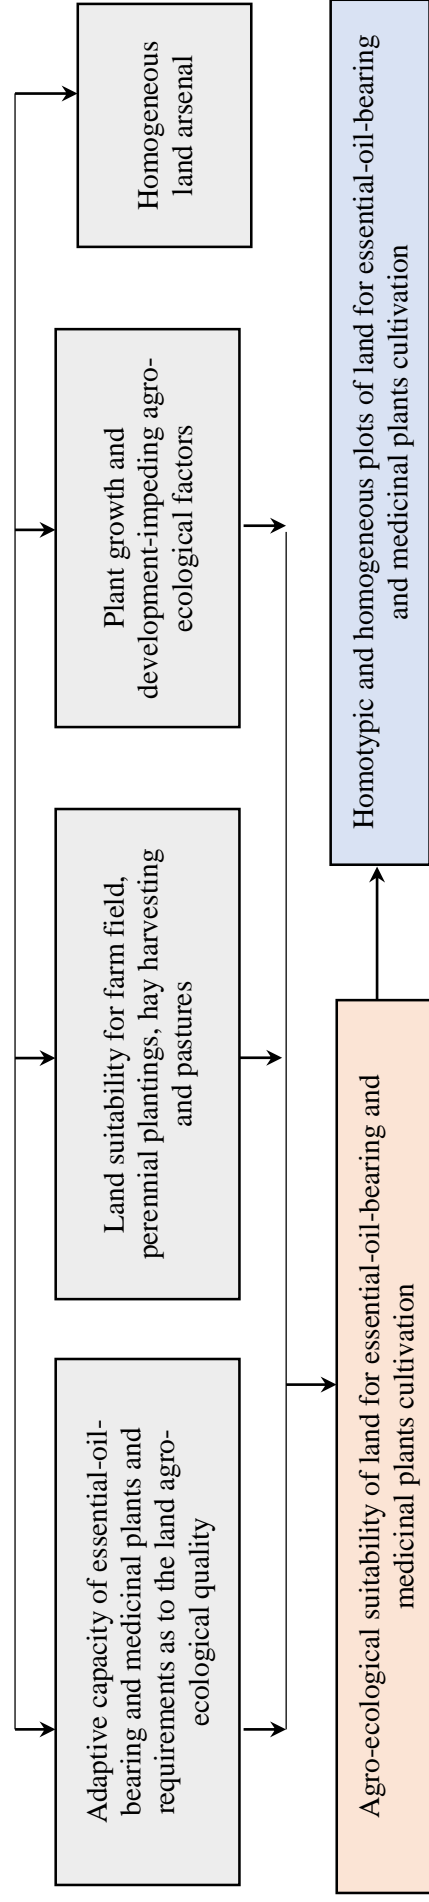 Adaptive capacity of essential-oil-
bearing and medicinal plants and
requirements as to the land agro-
ecological quality
Land suitability for farm field,
perennial plantings, hay harvesting
and pastures
Plant growth and
development-impeding agro-
ecological factors
Homogeneous
land arsenal
Agro-ecological suitability of land for essential-oil-bearing and
medicinal plants cultivation
Homotypic and homogeneous plots of land for essential-oil-bearing
and medicinal plants cultivation